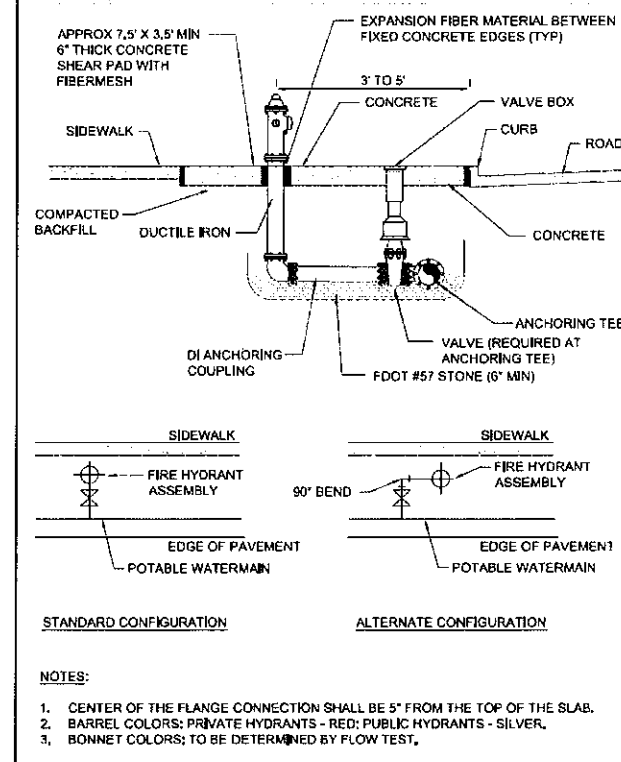 APPROX 7.5' X 3.5' MIN
6" THICK CONCRETE
SHEAR PAD WITH
FIBERMESH
EXPANSION FIBER MATERIAL BETWEEN
FIXED CONCRETE EDGES (TYP)
3' TO 5'
CONCRETE
VALVE BOX
SIDEWALK
CURB
ROAD
COMPACTED
BACKFILL
DUCTILE IRON
CONCRETE
ANCHORING TEE
DI ANCHORING
COUPLING
VALVE (REQUIRED AT
ANCHORING TEE)
FDOT #57 STONE (6" MIN)
SIDEWALK
FIRE HYDRANT
ASSEMBLY
EDGE OF PAVEMENT
POTABLE WATERMAIN
STANDARD CONFIGURATION
SIDEWALK
90° BEND
FIRE HYDRANT
ASSEMBLY
EDGE OF PAVEMENT
POTABLE WATERMAIN
ALTERNATE CONFIGURATION
NOTES:
1. CENTER OF THE FLANGE CONNECTION SHALL BE 5" FROM THE TOP OF THE SLAB.
2. BARREL COLORS: PRIVATE HYDRANTS - RED; PUBLIC HYDRANTS - SILVER.
3. BONNET COLORS: TO BE DETERMINED BY FLOW TEST.